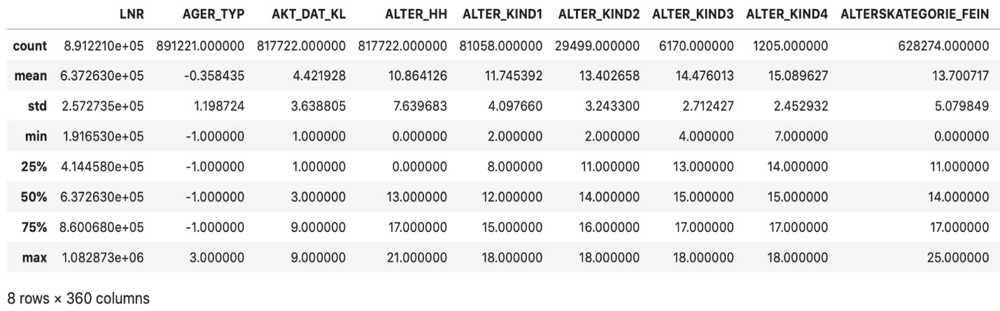 LNR AGER_TYP AKT_DAT_KL ALTER_HH ALTER_KIND1 ALTER_KIND2 ALTER_KIND3 ALTER_KIND4 ALTERSKATEGORIE_FEIN
count 8.912210e+05 891221.000000 817722.000000 817722.000000 81058.000000 29499.000000 6170.000000 1205.000000 628274.000000
mean 6.372630e+05 -0.358435 4.421928 10.864126 11.745392 13.402658 14.476013 15.089627 13.700717
std 2.572735e+05 1.198724 3.638805 7.639683 4.097660 3.243300 2.712427 2.452932 5.079849
min 1.916530e+05 -1.000000 1.000000 0.000000 2.000000 2.000000 4.000000 7.000000 0.000000
25% 4.144580e+05 -1.000000 1.000000 0.000000 8.000000 11.000000 13.000000 14.000000 11.000000
50% 6.372630e+05 -1.000000 3.000000 13.000000 12.000000 14.000000 15.000000 15.000000 14.000000
75% 8.600680e+05 -1.000000 9.000000 17.000000 15.000000 16.000000 17.000000 17.000000 17.000000
max 1.082873e+06 3.000000 9.000000 21.000000 18.000000 18.000000 18.000000 18.000000 25.000000
8 rows × 360 columns